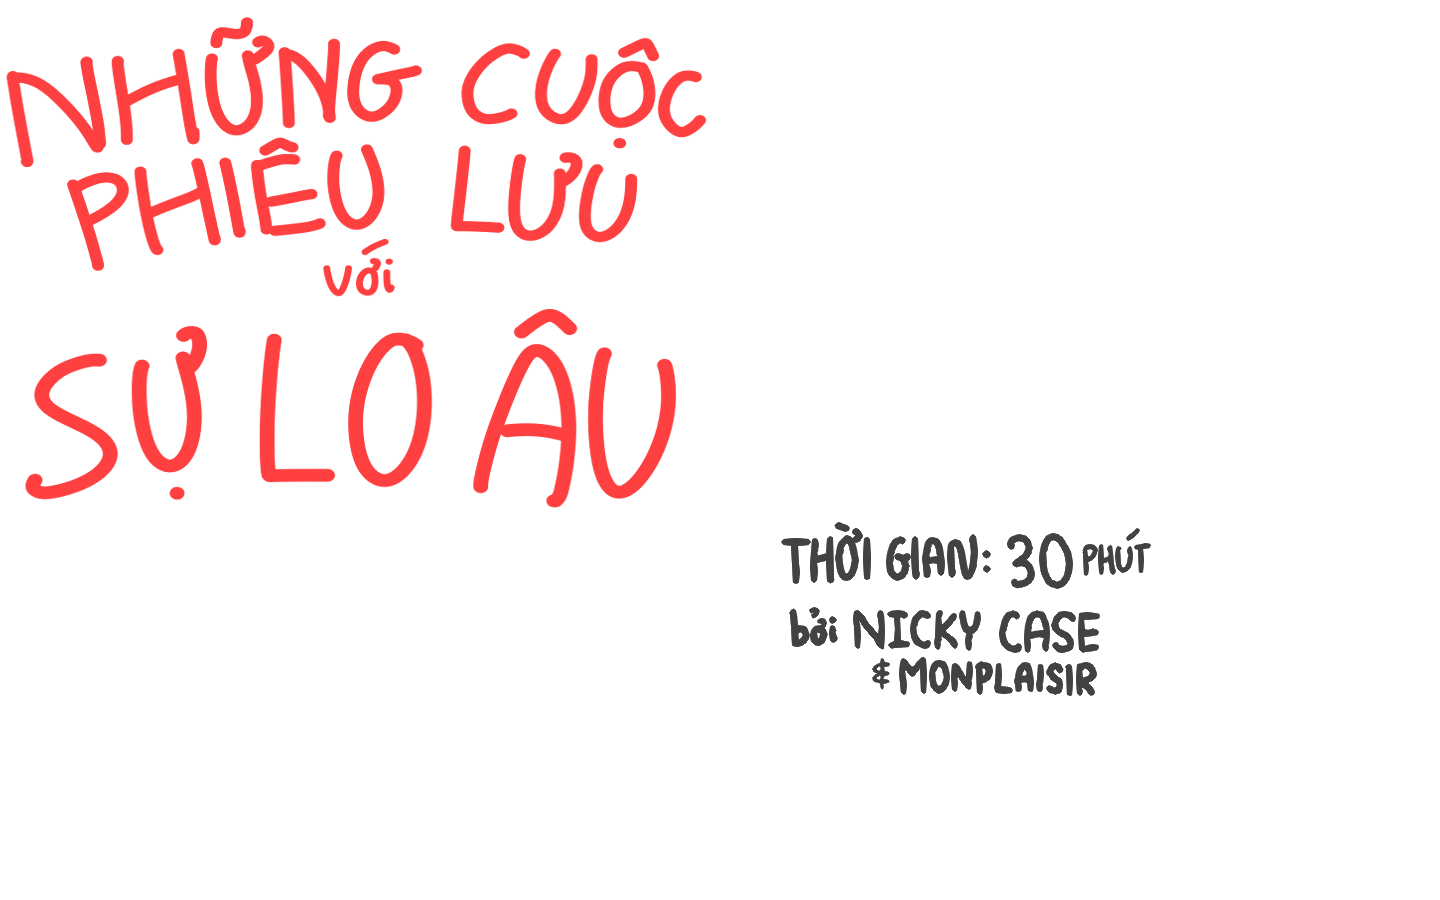 NHỮNG CUỘC
PHIÊU LƯU
với
SỰ LO ÂU
THỜI GIAN: 30 PHÚT
bởi NICKY CASE
& MONPLAISIR